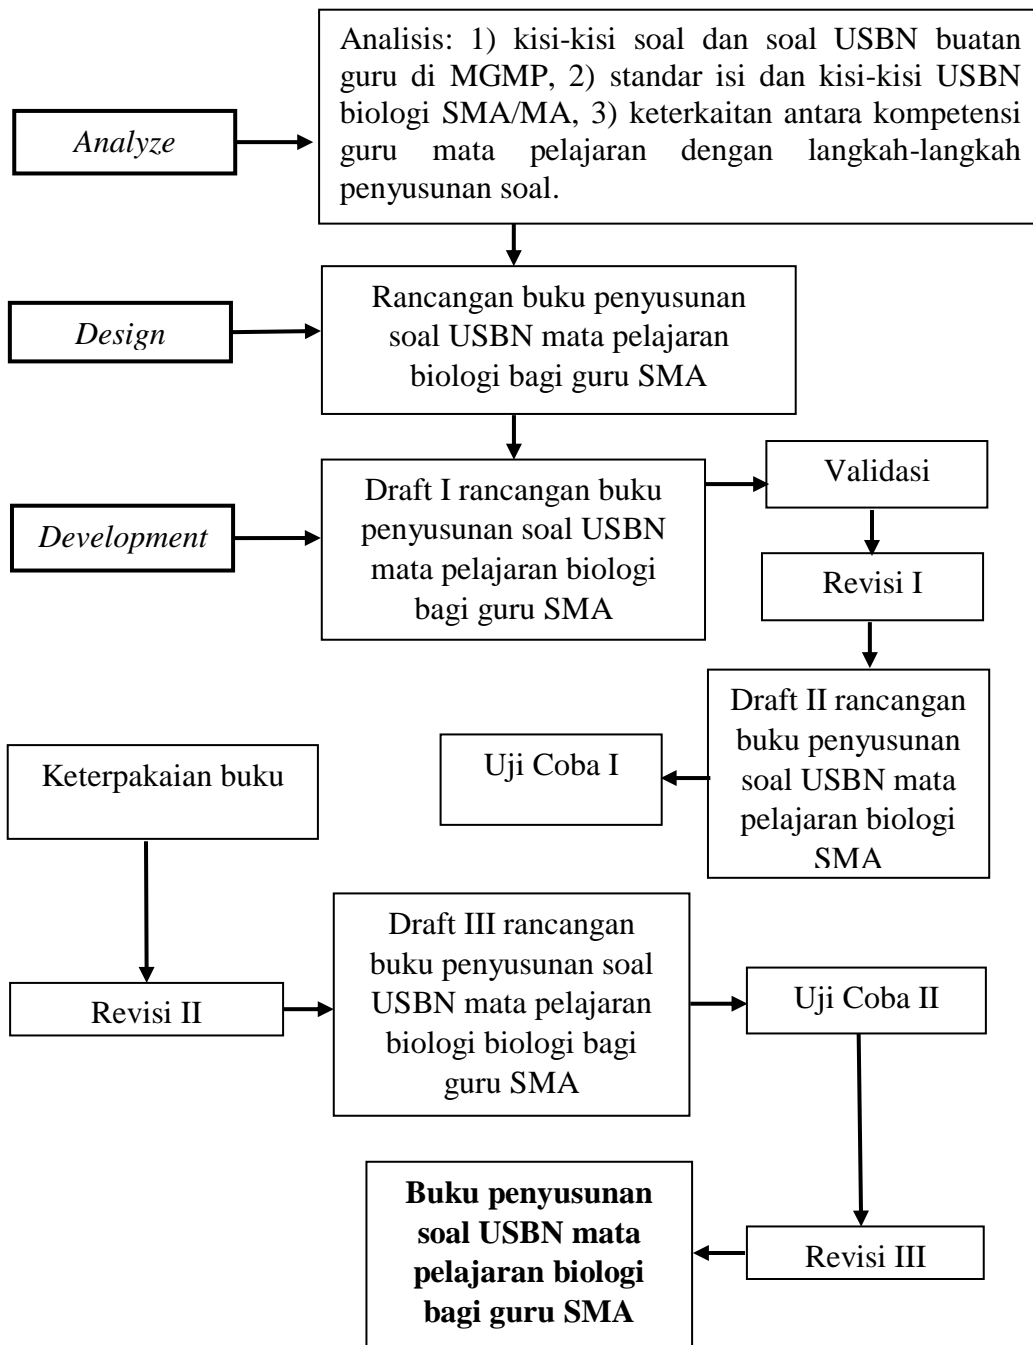 Analisis: 1) kisi-kisi soal dan soal USBN buatan
guru di MGMP, 2) standar isi dan kisi-kisi USBN
biologi SMA/MA, 3) keterkaitan antara kompetensi
guru mata pelajaran dengan langkah-langkah
penyusunan soal.
Analyze
Rancangan buku penyusunan
soal USBN mata pelajaran
biologi bagi guru SMA
Design
Draft I rancangan buku
penyusunan soal USBN
mata pelajaran biologi
bagi guru SMA
Development
Validasi
Revisi I
Draft II rancangan
buku penyusunan
soal USBN mata
pelajaran biologi
SMA
Uji Coba I
Keterpakaian buku
Revisi II
Draft III rancangan
buku penyusunan soal
USBN mata pelajaran
biologi biologi bagi
guru SMA
Uji Coba II
Revisi III
Buku penyusunan
soal USBN mata
pelajaran biologi
bagi guru SMA